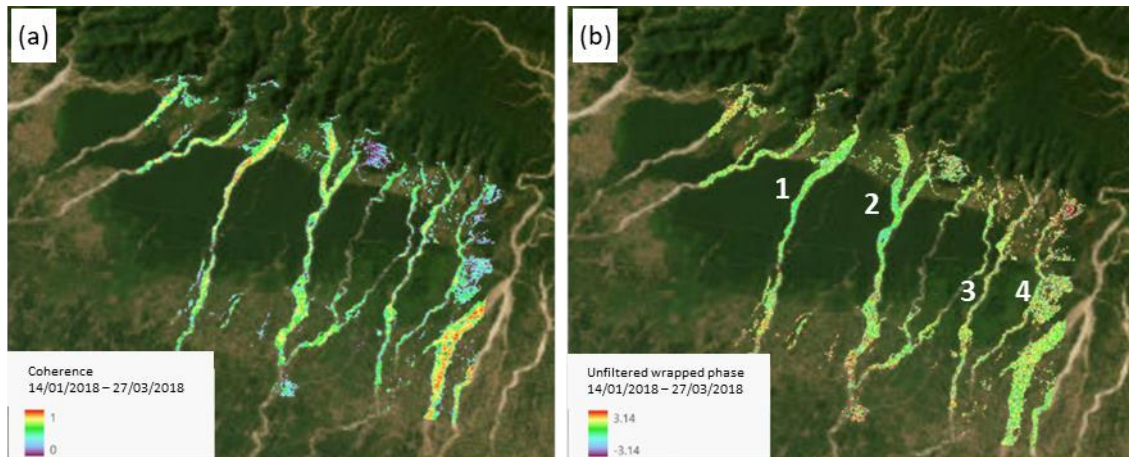 (a)
Coherence
14/01/2018 – 27/03/2018
1
0
(b)
1
2
3
4
Unfiltered wrapped phase
14/01/2018 – 27/03/2018
3.14
-3.14